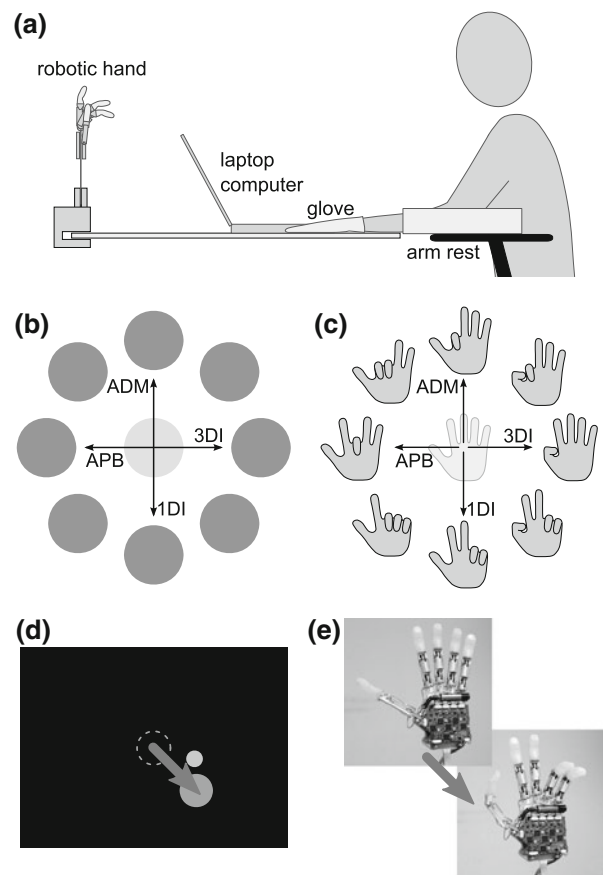 (a)
robotic hand
laptop
computer
glove
arm rest
(b)
ADM
3DI
APB
1DI
(c)
ADM
3DI
APB
1DI
(d)
(e)